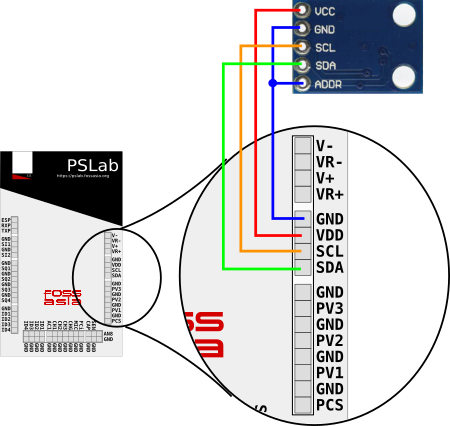 VCC
GND
SCL
SDA
ADDR
PSLab
https://pslab.fossasia.org
V-
VR-
V+
VR+
GND
VDD
SCL
SDA
GND
PV3
GND
PV2
GND
PV1
GND
PCS
ESP
RXP
TXP
GND
SI1
GND
SI2
GND
SQ1
GND
SQ2
GND
SQ3
GND
SQ4
GND
ID1
GND
ID2
GND
ID3
GND
ID4
FOSS
asia
AN8
GND
V-
VR-
V+
VR+
GND
VDD
SCL
SDA
GND
PV3
GND
PV2
GND
PV1
GND
PCS